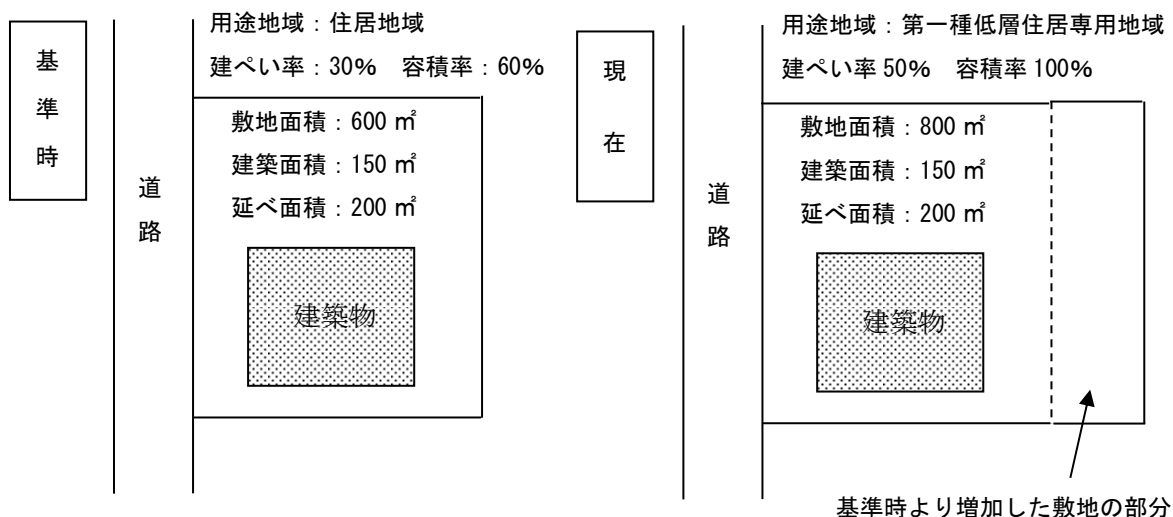 基準時
道路
用途地域：住居地域
建ぺい率：30%　容積率：60%
敷地面積：600 ㎡
建築面積：150 ㎡
延べ面積：200 ㎡
建築物
現在
道路
用途地域：第一種低層住居専用地域
建ぺい率 50%　容積率 100%
敷地面積：800 ㎡
建築面積：150 ㎡
延べ面積：200 ㎡
建築物
基準時より増加した敷地の部分